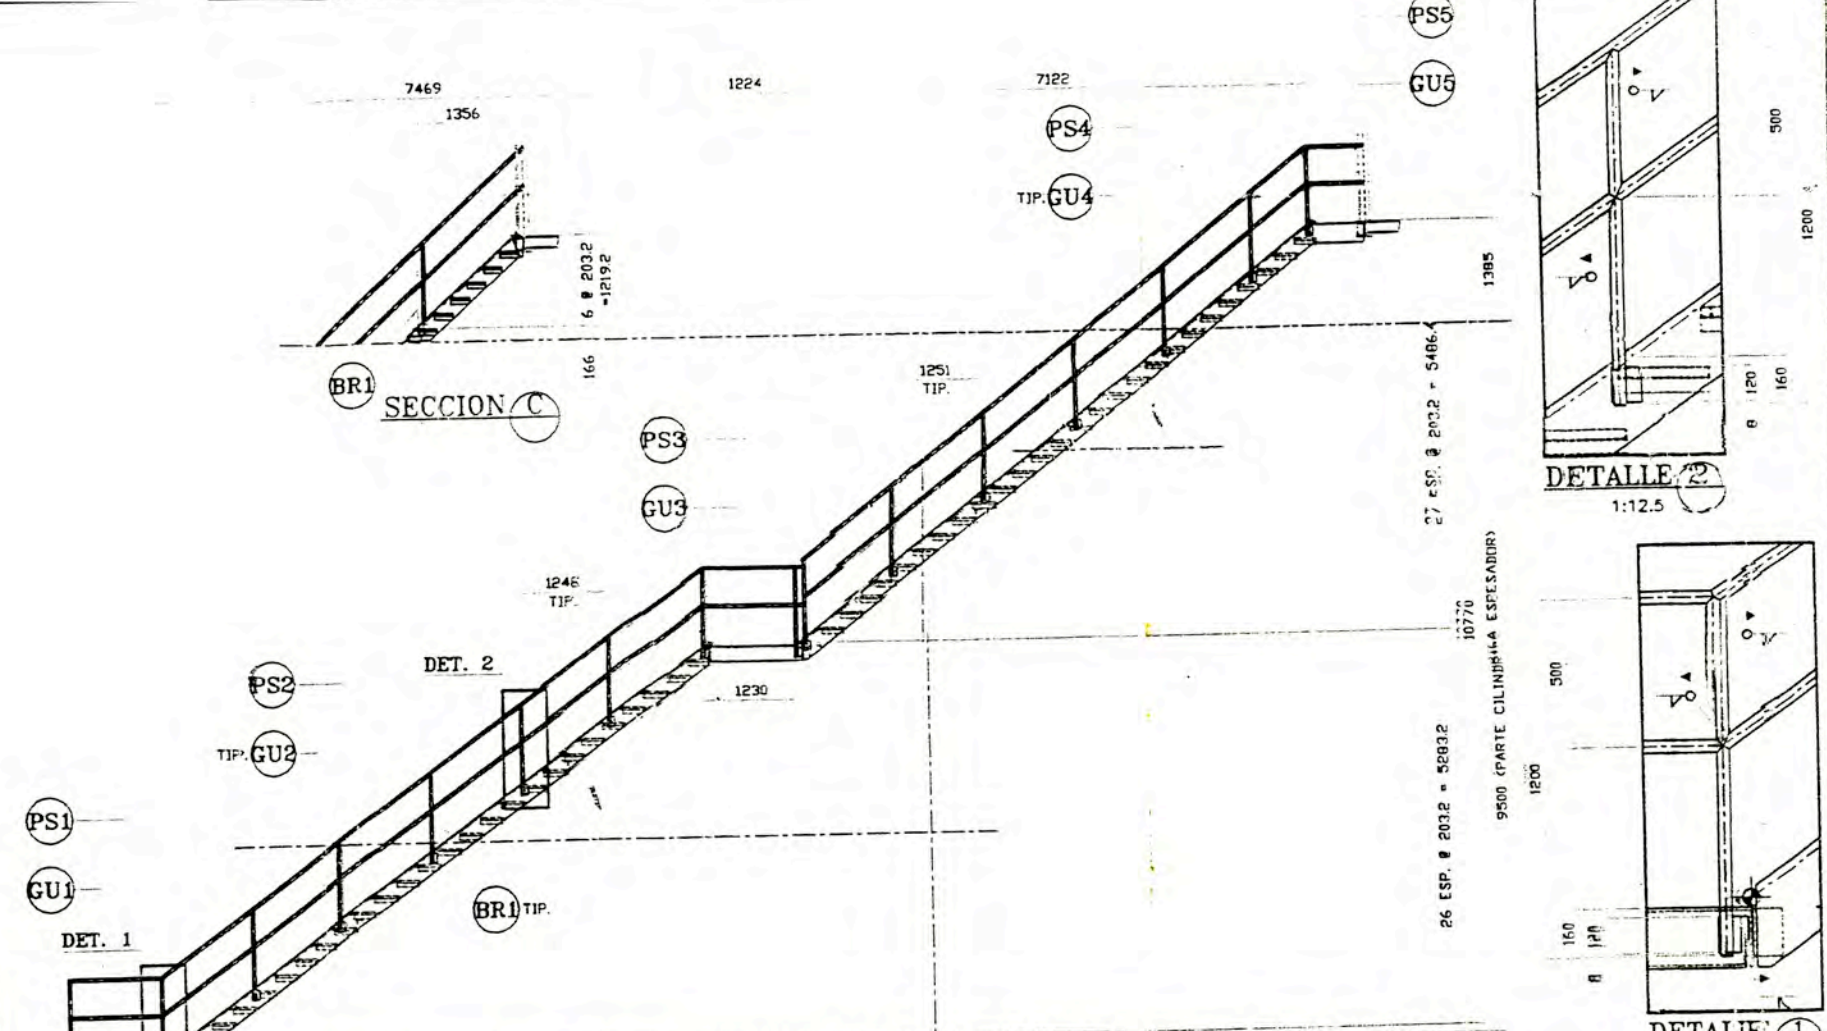 PS5
GU5
7469
1224
7122
1356
PS4
TIP. GU4
6 @ 203.2
=1219.2
166
BR1
SECCION C
1251
TIP.
1385
27 ESP. @ 203.2 = 5486.4
PS3
GU3
1246
TIP.
DET. 2
PS2
TIP. GU2
1230
10770
9500 (PARTE CILINDRICA ESPESADOR)
26 ESP. @ 203.2 = 5283.2
PS1
GU1
BR1 TIP.
DET. 1
500
1200
120
160
8
DETALLE 2
1:12.5
500
1200
160
120
8
DETALLE 1